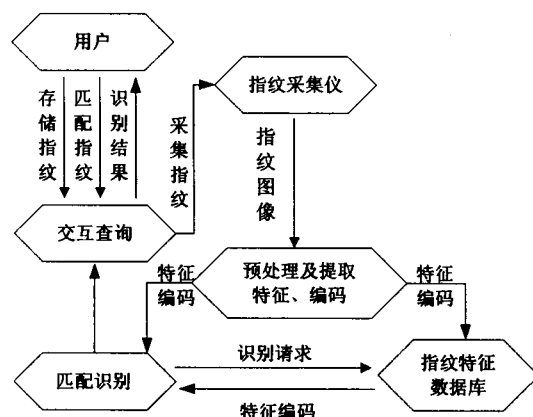 用户
指纹采集仪
存储指纹
匹配指纹
识别结果
采集指纹
指纹图像
交互查询
预处理及提取
特征、编码
特征
编码
特征
编码
识别请求
匹配识别
指纹特征
数据库
特征编码